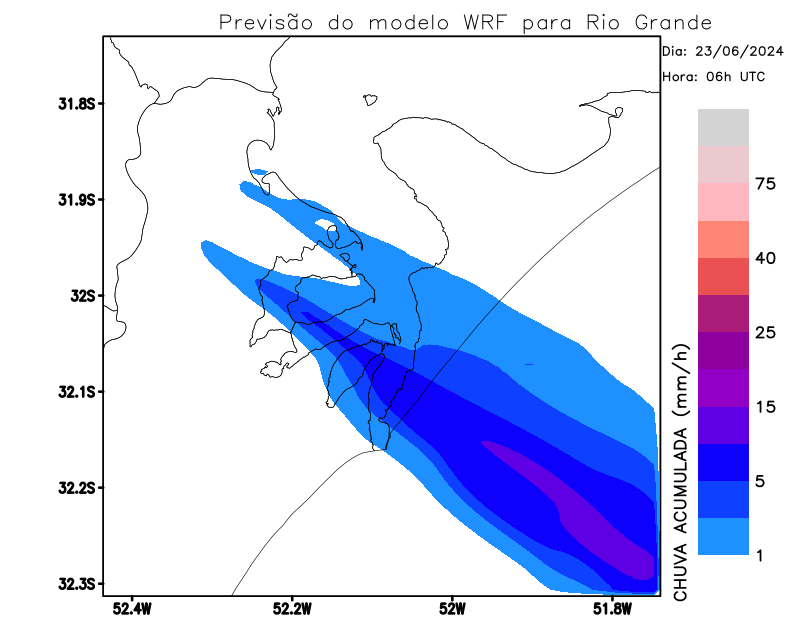 Previsão do modelo WRF para Rio Grande
Dia: 23/06/2024
Hora: 06h UTC
31.8S
31.9S
32S
32.1S
32.2S
32.3S
52.4W
52.2W
52W
51.8W
75
40
25
15
5
1
CHUVA ACUMULADA (mm/h)